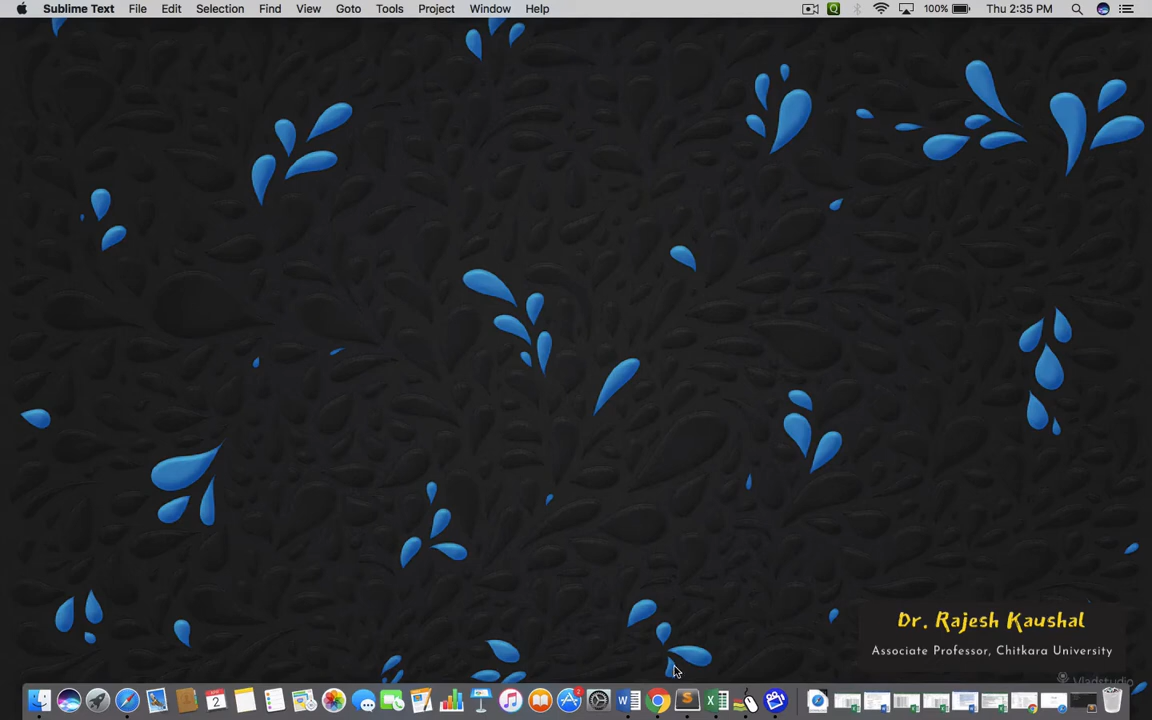 Sublime Text File Edit Selection Find View Goto Tools Project Window Help 100% Thu 2:35 PM
Dr. Rajesh Kaushal
Associate Professor, Chitkara University
Vladstudio